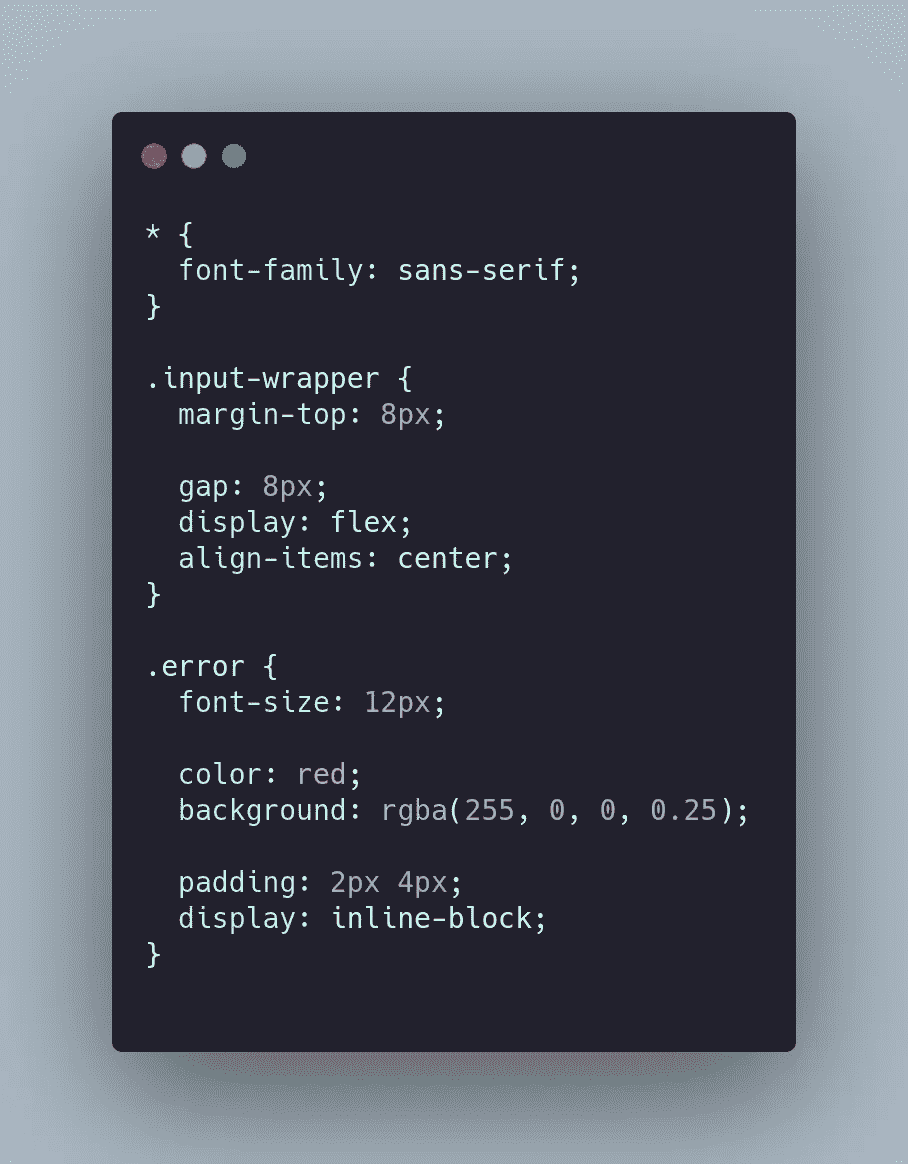 * {
  font-family: sans-serif;
}

.input-wrapper {
  margin-top: 8px;

  gap: 8px;
  display: flex;
  align-items: center;
}

.error {
  font-size: 12px;

  color: red;
  background: rgba(255, 0, 0, 0.25);

  padding: 2px 4px;
  display: inline-block;
}